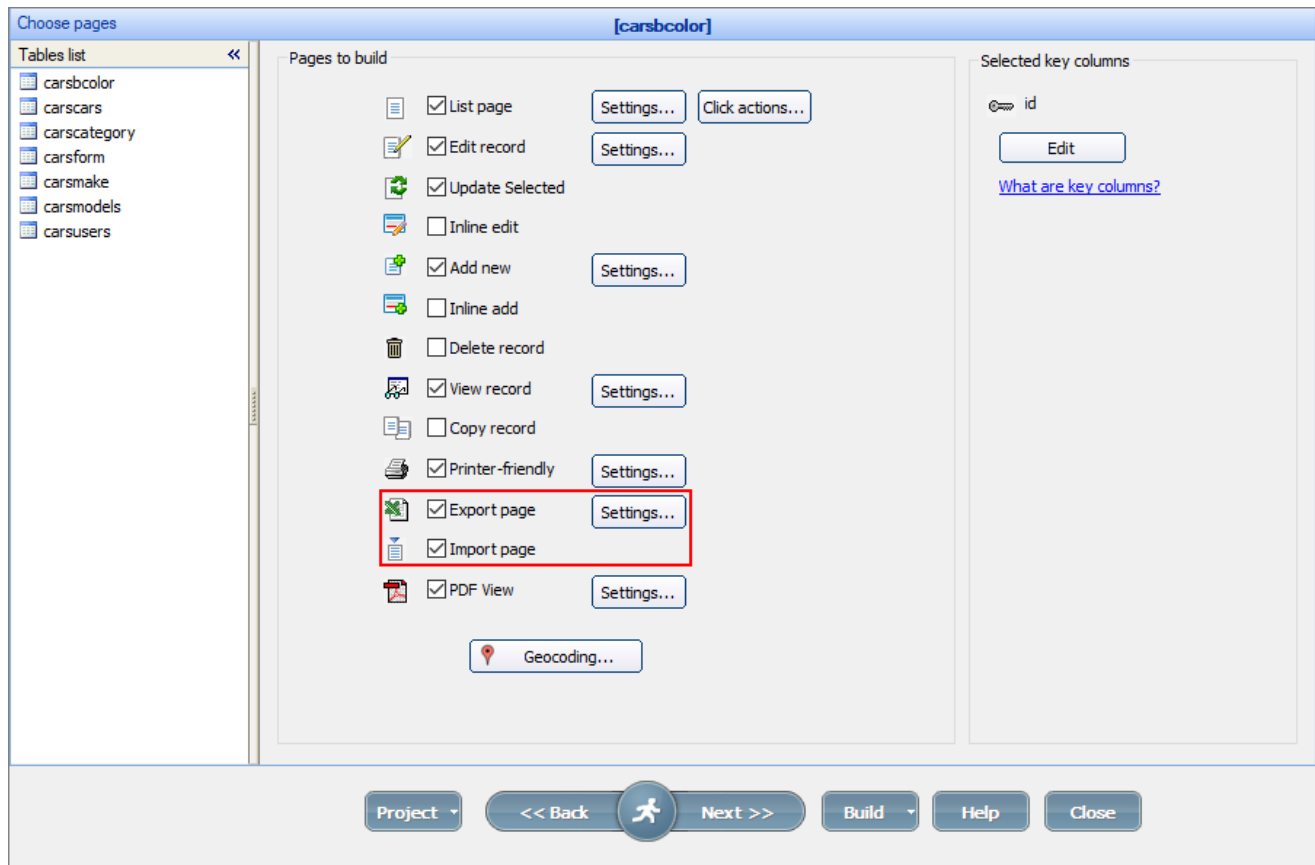 Choose pages
[carsbcolor]
Tables list
«
carsbcolor
carscars
carscategory
carsform
carsmake
carsmodels
carsusers
Pages to build
List page Settings... Click actions...
Edit record Settings...
Update Selected
Inline edit
Add new Settings...
Inline add
Delete record
View record Settings...
Copy record
Printer-friendly Settings...
Export page Settings...
Import page
PDF View Settings...
Geocoding...
Selected key columns
id
Edit
What are key columns?
Project << Back Next >> Build Help Close